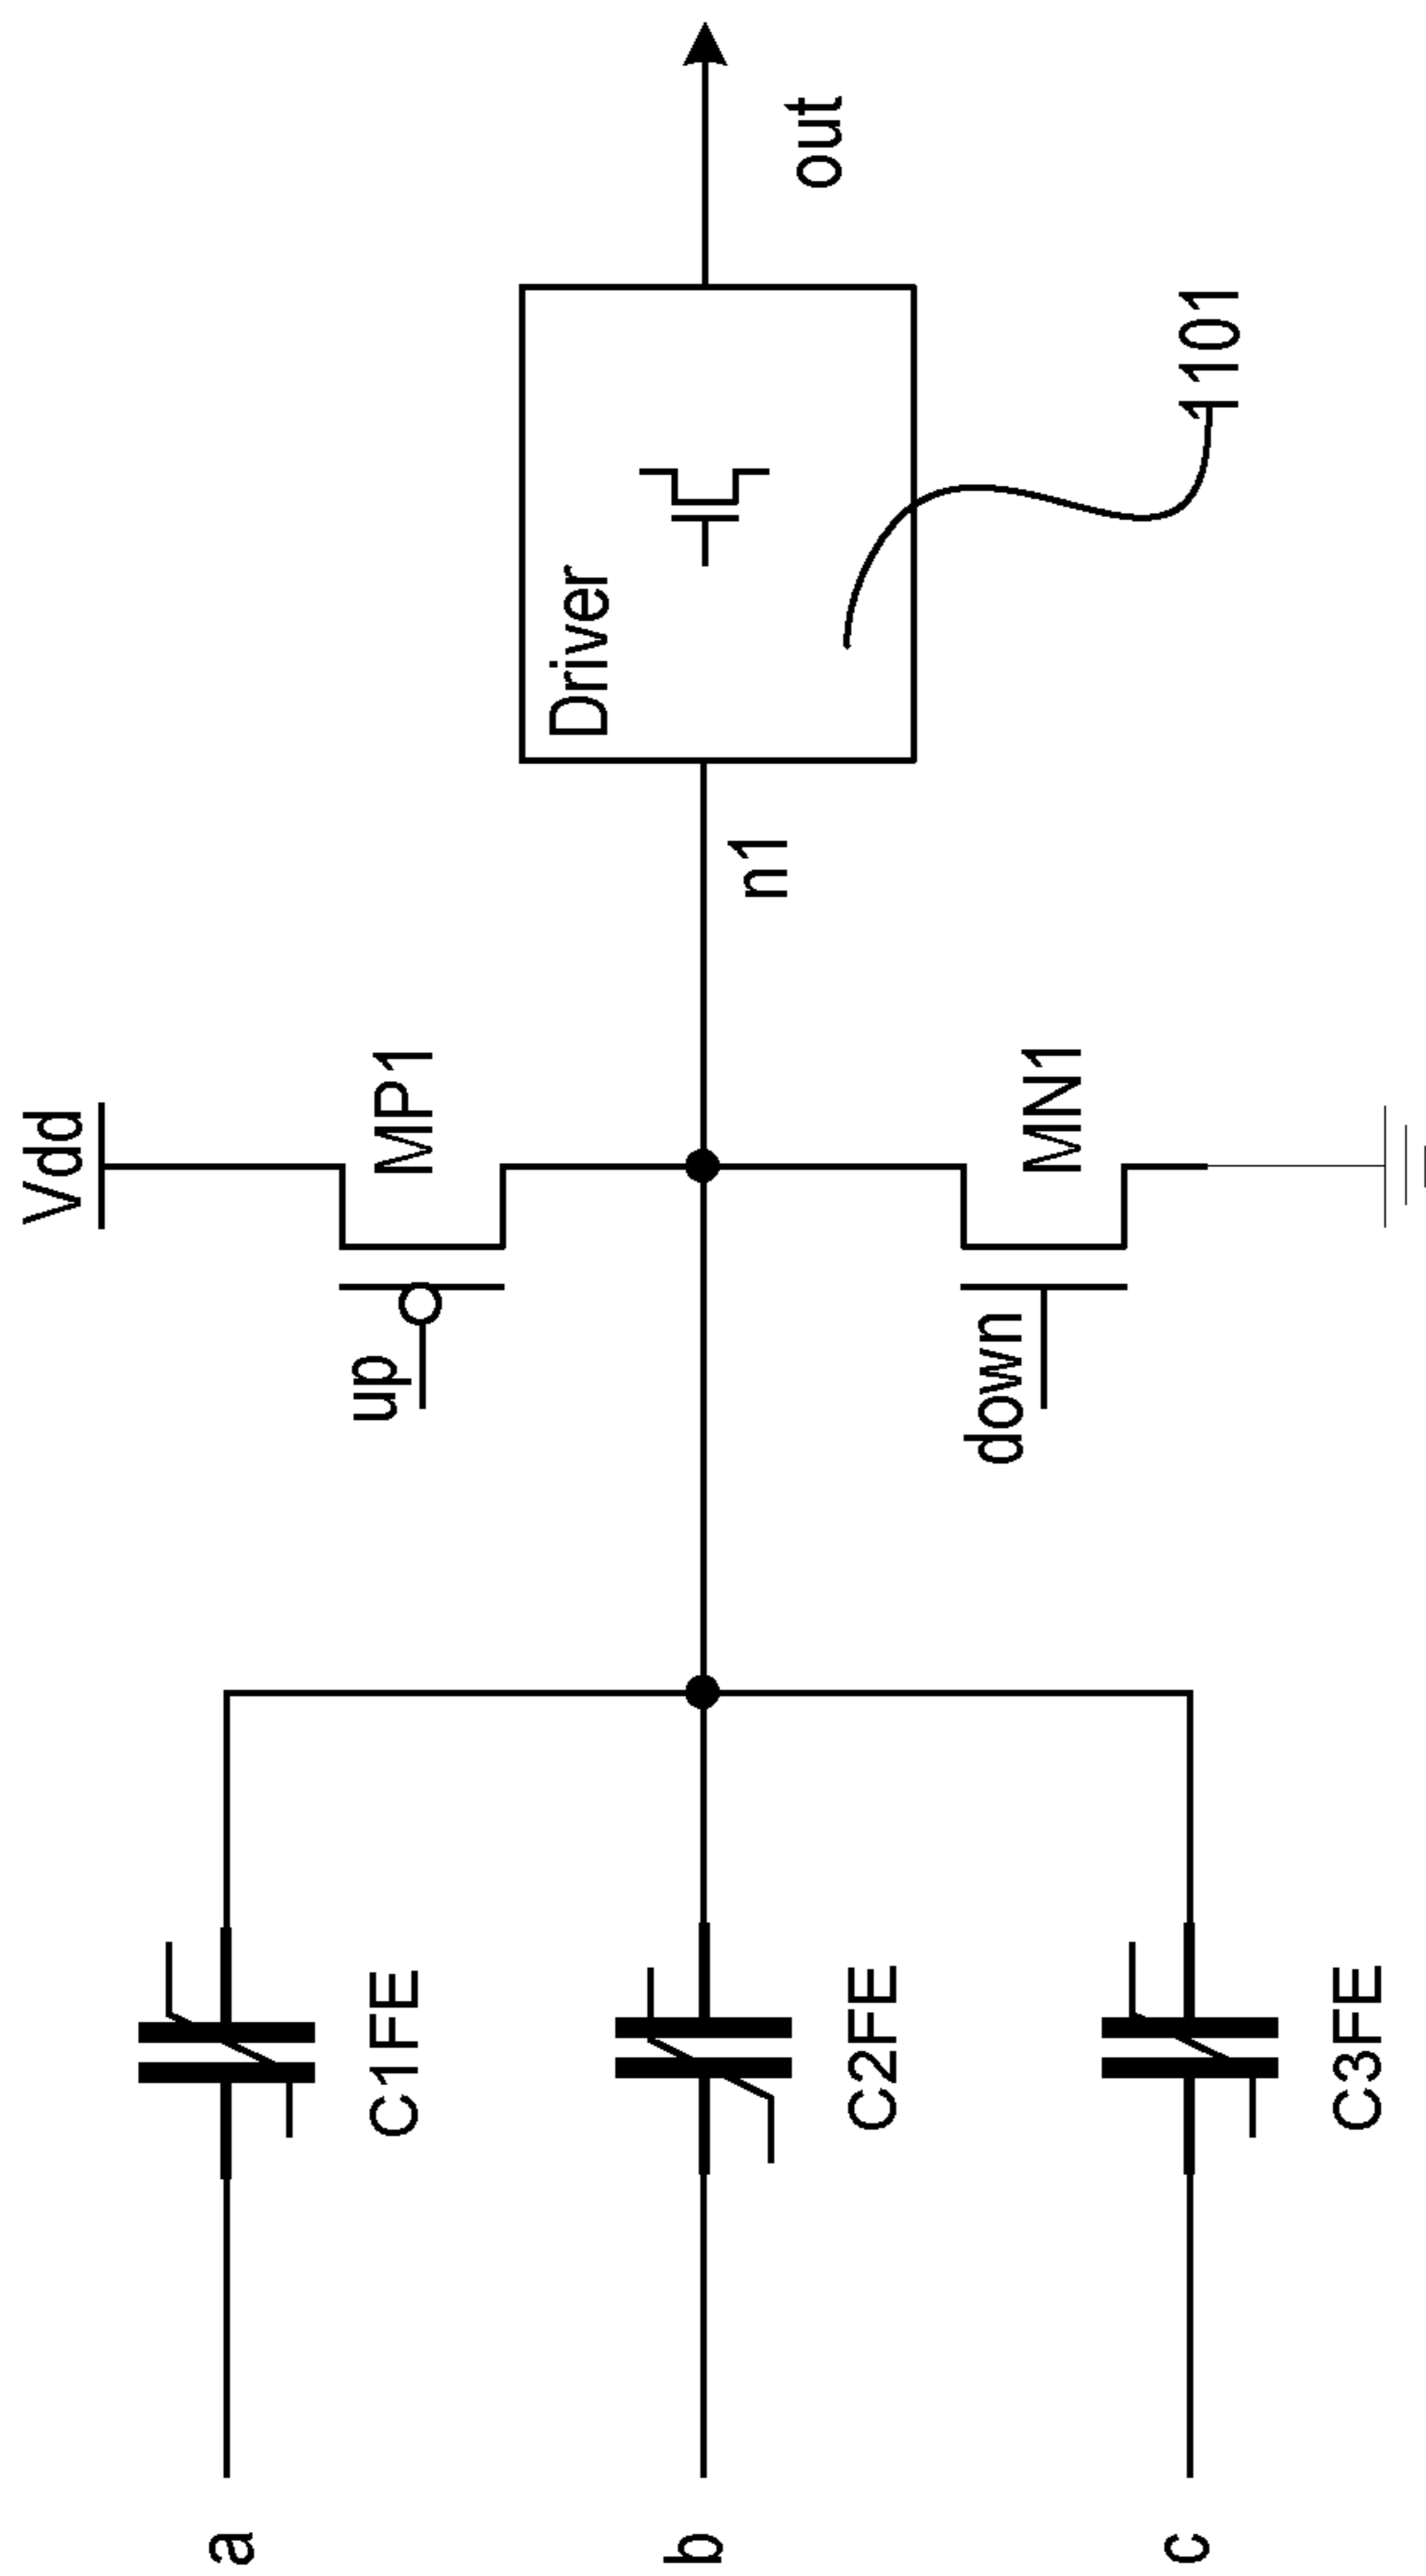 Vdd
a
C1FE
up
MP1
Driver
out
b
C2FE
n1
c
C3FE
down
MN1
1101